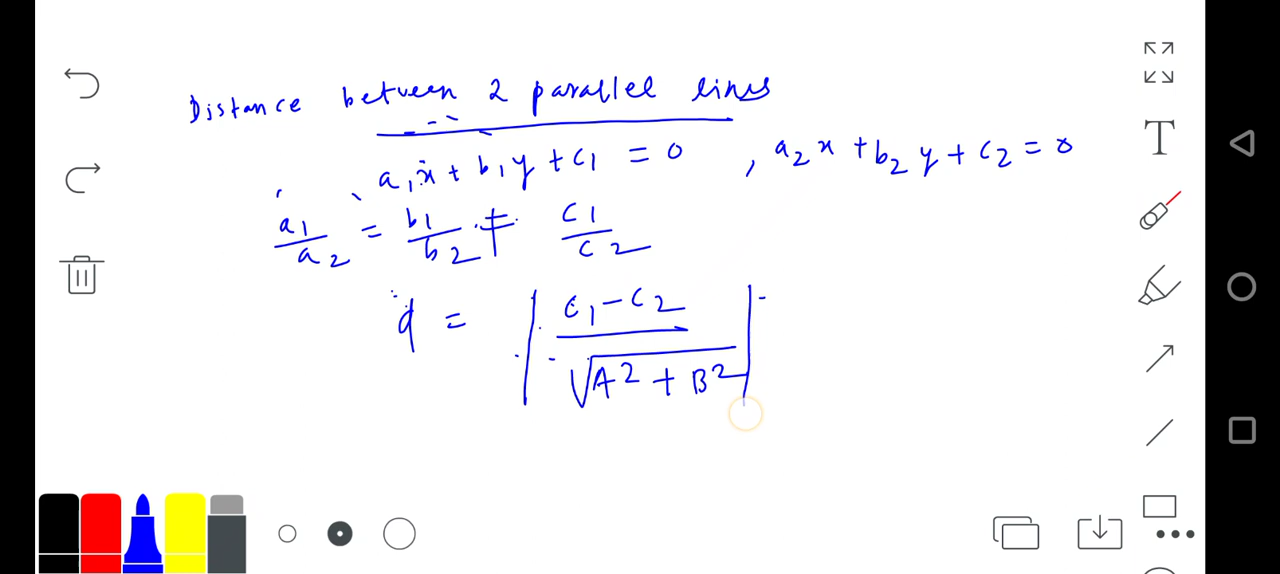 Distance between 2 parallel lines
a₁x + b₁y + c₁ = 0 , a₂x + b₂y + c₂ = 0
a₁/a₂ = b₁/b₂ ≠ c₁/c₂
d = | (c₁ - c₂) / √(A² + B²) |
T